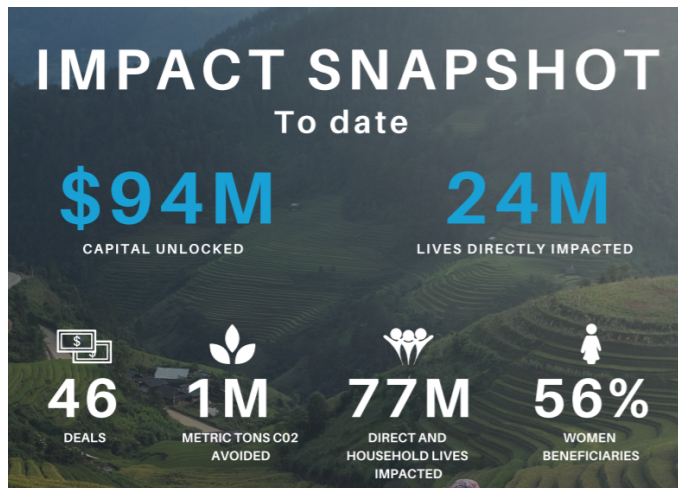 IMPACT SNAPSHOT
To date
$94M
CAPITAL UNLOCKED
24M
LIVES DIRECTLY IMPACTED
$
$
46
DEALS
1M
METRIC TONS C02
AVOIDED
77M
DIRECT AND
HOUSEHOLD LIVES
IMPACTED
56%
WOMEN
BENEFICIARIES